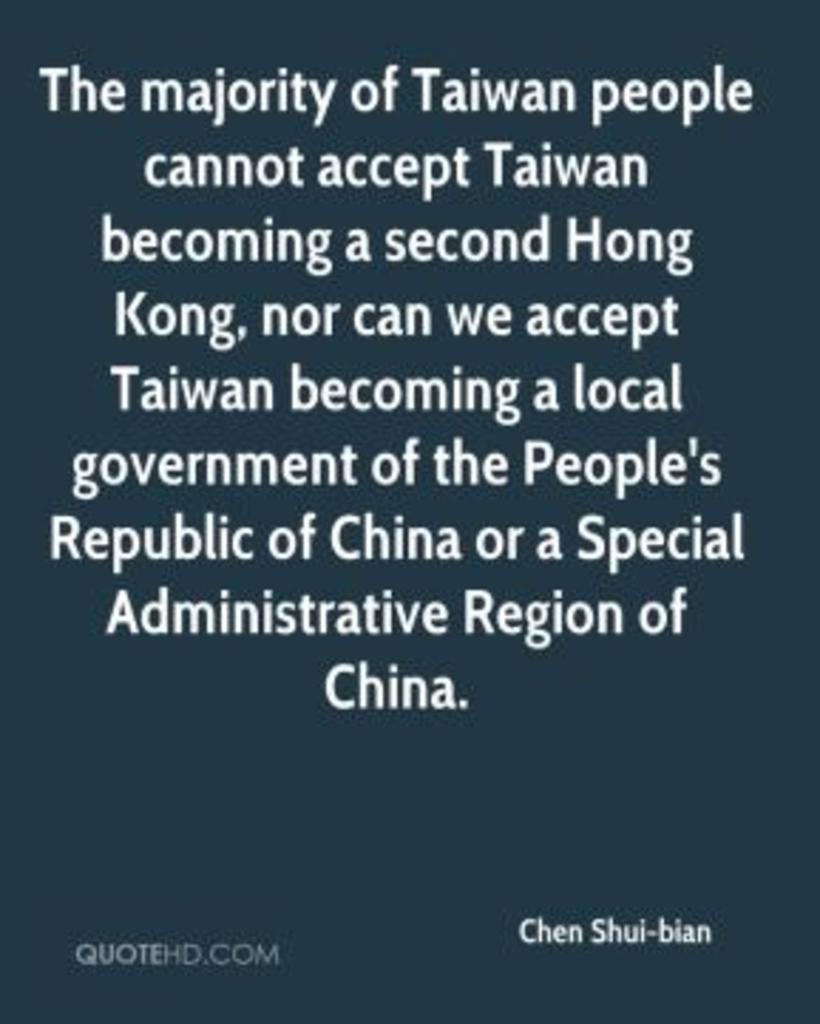 The majority of Taiwan people
cannot accept Taiwan
becoming a second Hong
Kong, nor can we accept
Taiwan becoming a local
government of the People's
Republic of China or a Special
Administrative Region of
China.
Chen Shui-bian
QUOTEHD.COM